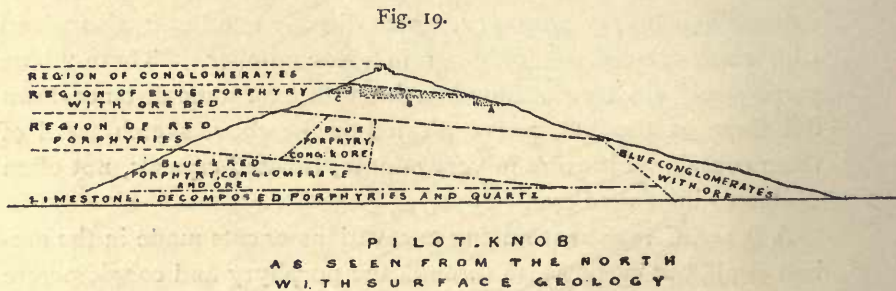 Fig. 19.
REGION OF CONGLOMERATES
REGION OF BLUE PORPHYRY
WITH ORE BED
C
B
A
REGION OF RED
PORPHYRIES
BLUE
PORPHYRY
CONG. & ORE
BLUE & RED
PORPHYRY, CONGLOMERATE
AND ORE
BLUE CONGLOMERATES
WITH ORE
LIMESTONE, DECOMPOSED PORPHYRIES AND QUARTZ
PILOT. KNOB
AS SEEN FROM THE NORTH
WITH SURFACE GEOLOGY